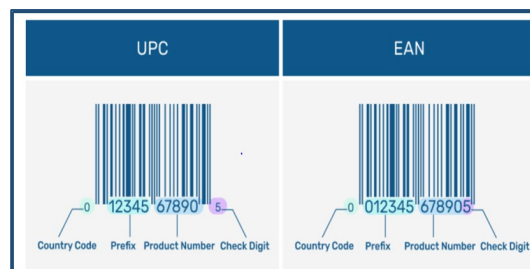 UPC
EAN
0 12345 67890 5
Country Code Prefix Product Number Check Digit
0 012345 678905
Country Code Prefix Product Number Check Digit